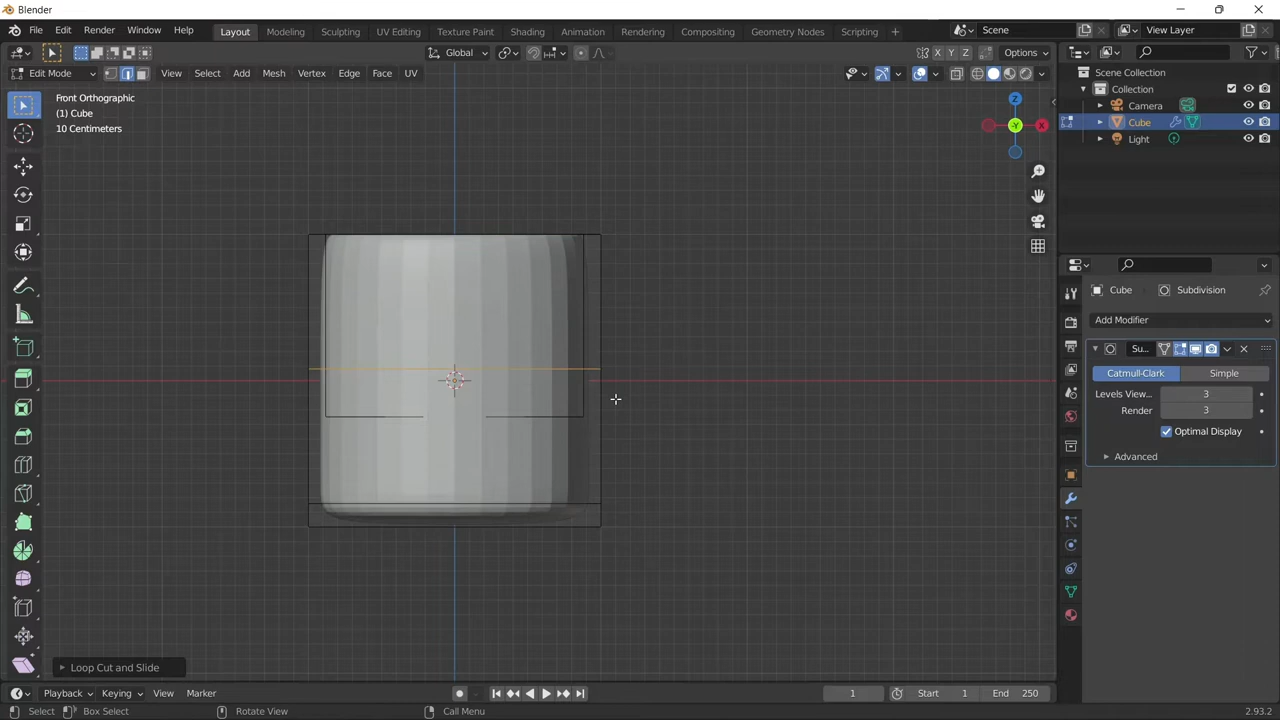 Blender
File Edit Render Window Help Layout Modeling Sculpting UV Editing Texture Paint Shading Animation Rendering Compositing Geometry Nodes Scripting + Scene View Layer
Global X Y Z Options
Edit Mode View Select Add Mesh Vertex Edge Face UV
Scene Collection
Collection
Camera
Cube
Light
Front Orthographic
(1) Cube
10 Centimeters
Z
-Y
X
Cube Subdivision
Add Modifier
Su...
Catmull-Clark Simple
Levels View... 3
Render 3
Optimal Display
Advanced
Loop Cut and Slide
Playback Keying View Marker 1 Start 1 End 250
Select Box Select Rotate View Call Menu 2.93.2